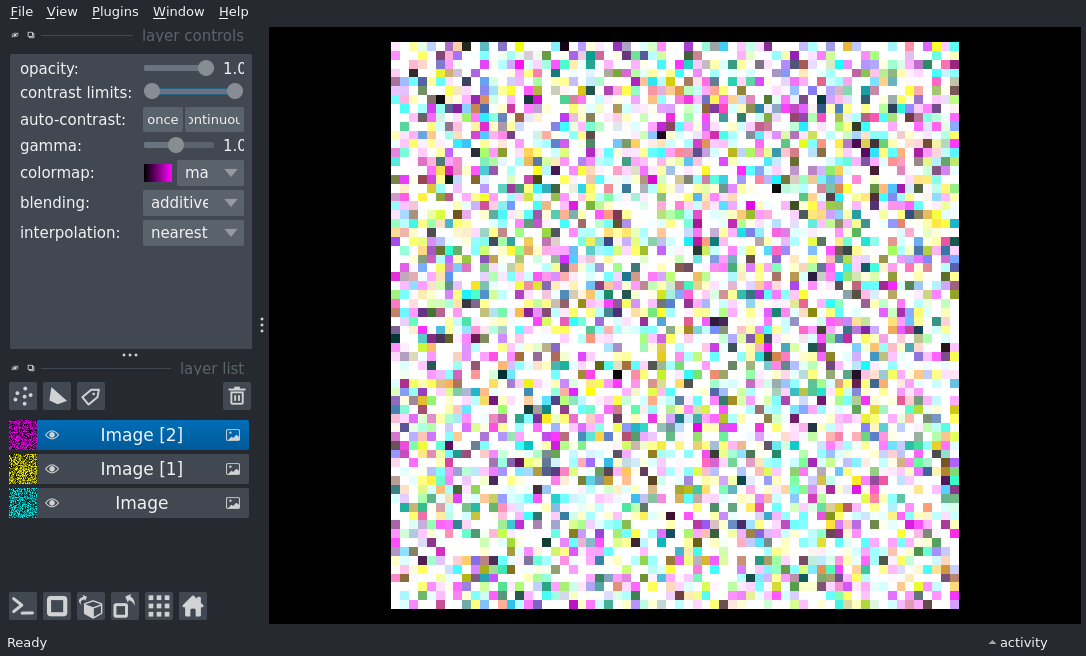 File View Plugins Window Help
layer controls
opacity: 1.0
contrast limits:
auto-contrast: once ontinuou
gamma: 1.0
colormap: ma
blending: additive
interpolation: nearest
layer list
Image [2]
Image [1]
Image
Ready activity